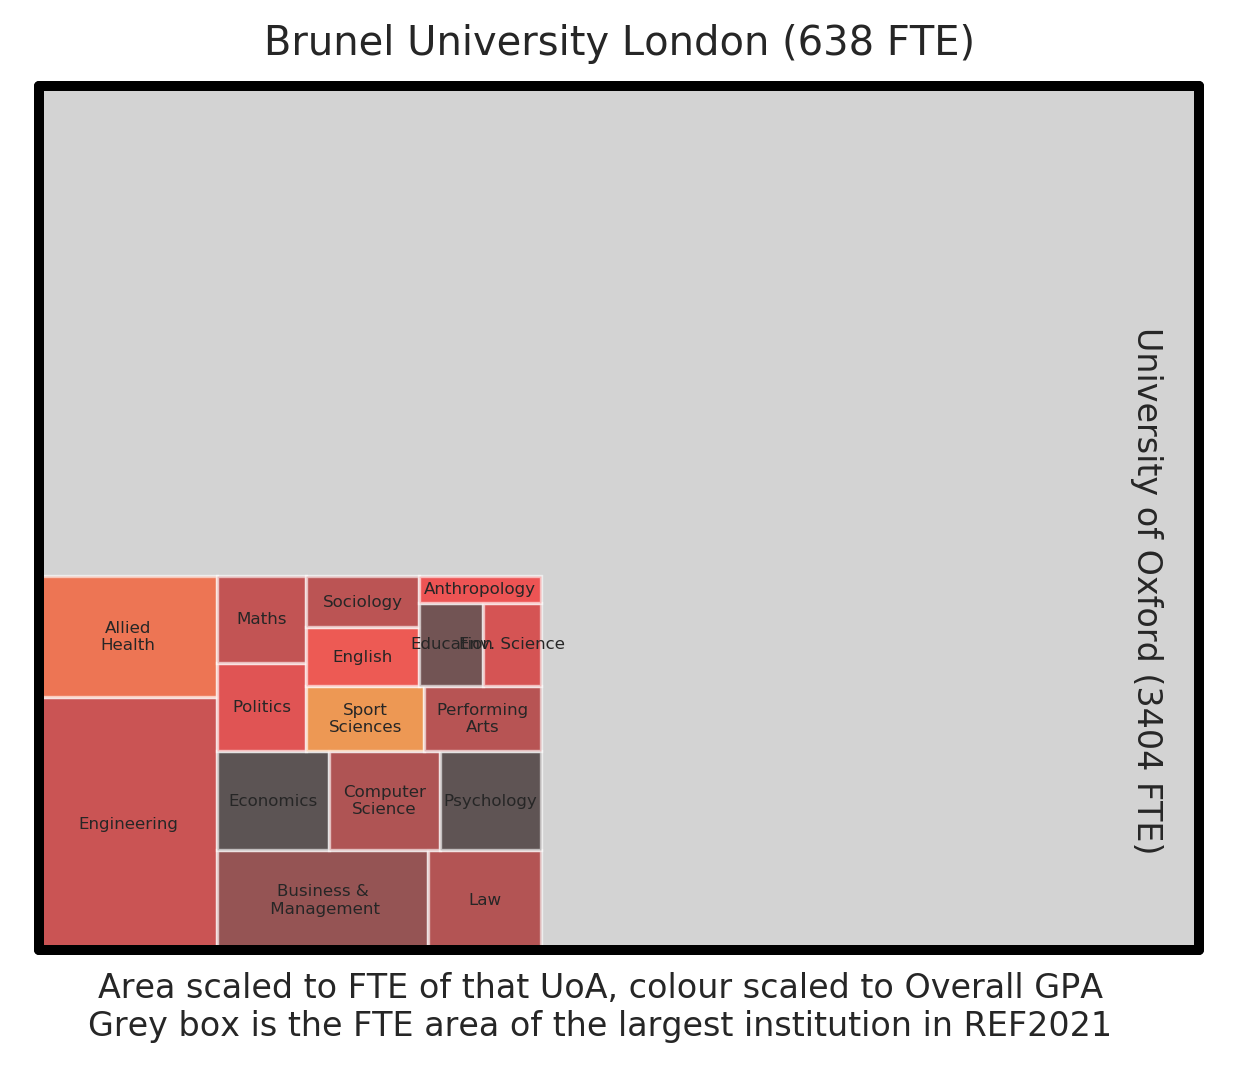 Brunel University London (638 FTE)
Allied
Health
Engineering
Maths
Politics
Sociology
English
Anthropology
Education
Env. Science
Sport
Sciences
Performing
Arts
Economics
Computer
Science
Psychology
Business &
Management
Law
University of Oxford (3404 FTE)
Area scaled to FTE of that UoA, colour scaled to Overall GPA
Grey box is the FTE area of the largest institution in REF2021